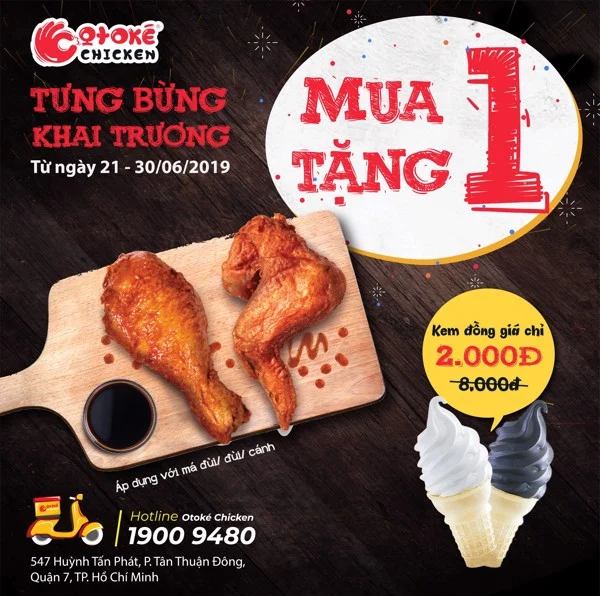 OTOKÉ
CHICKEN
TƯNG BỪNG
KHAI TRƯƠNG
Từ ngày 21 - 30/06/2019
MUA 1
TẶNG
Kem đồng giá chỉ
2.000Đ
8.000đ
Áp dụng với má đùi/ đùi/ cánh
Hotline Otoké Chicken
1900 9480
547 Huỳnh Tấn Phát, P. Tân Thuận Đông,
Quận 7, TP. Hồ Chí Minh